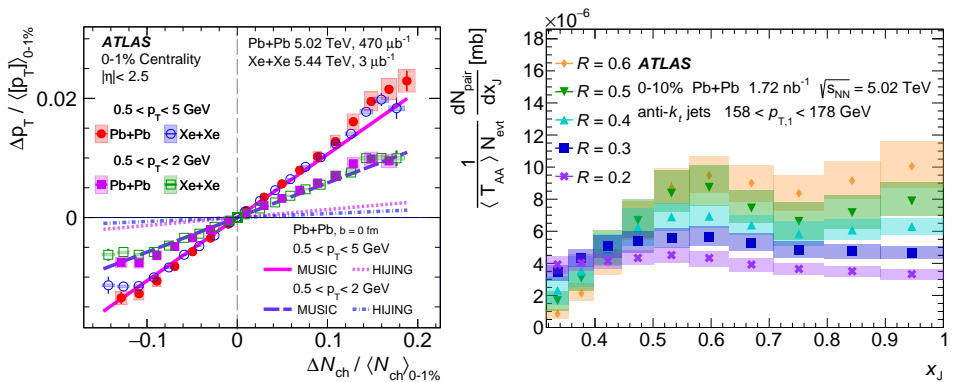 ATLAS
0-1% Centrality
|η|< 2.5
Pb+Pb 5.02 TeV, 470 μb⁻¹
Xe+Xe 5.44 TeV, 3 μb⁻¹
0.5 < p_T < 5 GeV
Pb+Pb Xe+Xe
0.5 < p_T < 2 GeV
Pb+Pb Xe+Xe
Pb+Pb, b = 0 fm
0.5 < p_T < 5 GeV
MUSIC HIJING
0.5 < p_T < 2 GeV
MUSIC HIJING
Δp_T / ⟨[p_T]⟩_0-1%
0.02
0
−0.1 0 0.1 0.2
ΔN_ch / ⟨N_ch⟩_0-1%
×10⁻⁶
18
16
14
12
10
8
6
4
2
0
1/(⟨T_AA⟩ N_evt) dN_pair/dx_J [mb]
R = 0.6
R = 0.5
R = 0.4
R = 0.3
R = 0.2
ATLAS
0-10% Pb+Pb 1.72 nb⁻¹ √s_NN = 5.02 TeV
anti-k_t jets 158 < p_T,1 < 178 GeV
0.4 0.5 0.6 0.7 0.8 0.9 1
x_J